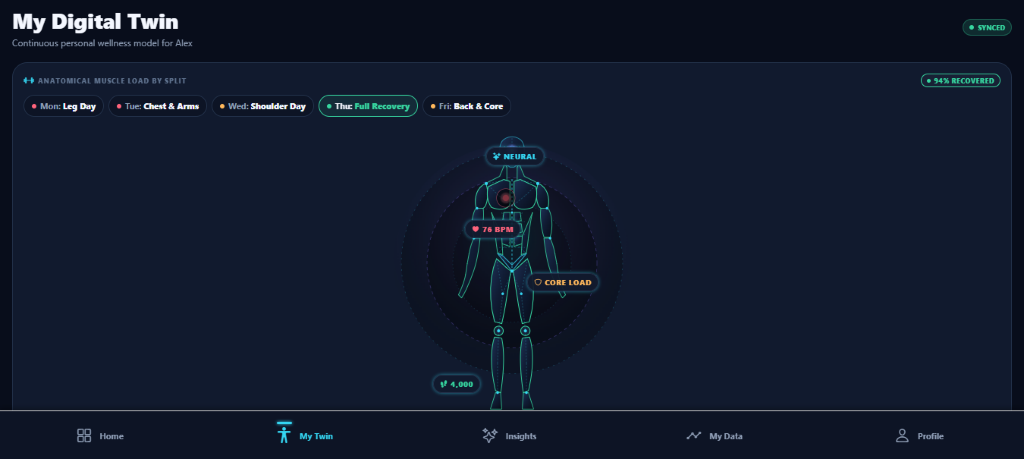 My Digital Twin
Continuous personal wellness model for Alex
SYNCED
ANATOMICAL MUSCLE LOAD BY SPLIT
94% RECOVERED
Mon: Leg Day
Tue: Chest & Arms
Wed: Shoulder Day
Thu: Full Recovery
Fri: Back & Core
NEURAL
76 BPM
CORE LOAD
4,000
Home
My Twin
Insights
My Data
Profile